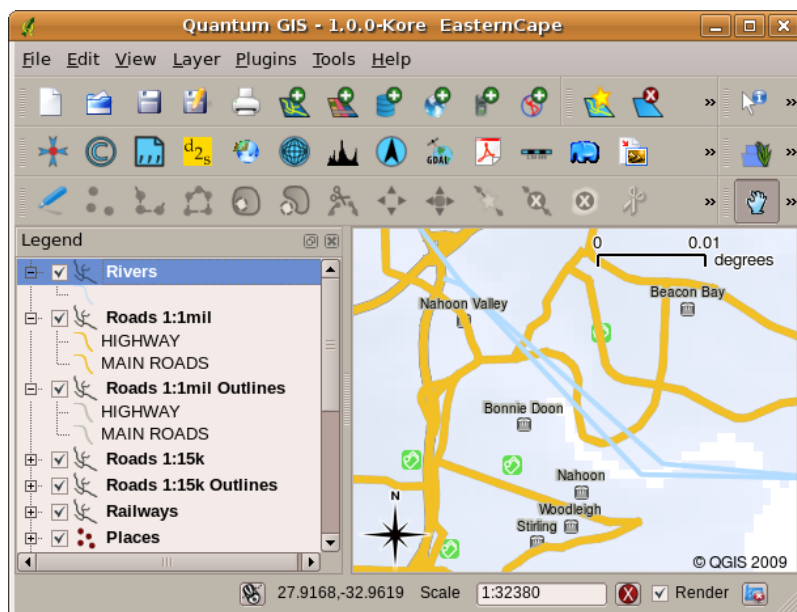 Quantum GIS - 1.0.0-Kore EasternCape
File Edit View Layer Plugins Tools Help
d2s
GDAL
Legend
Rivers
Roads 1:1mil
HIGHWAY
MAIN ROADS
Roads 1:1mil Outlines
HIGHWAY
MAIN ROADS
Roads 1:15k
Roads 1:15k Outlines
Railways
Places
0 0.01
degrees
Beacon Bay
Nahoon Valley
Bonnie Doon
Nahoon
Woodleigh
Stirling
N
© QGIS 2009
27.9168,-32.9619 Scale 1:32380 Render